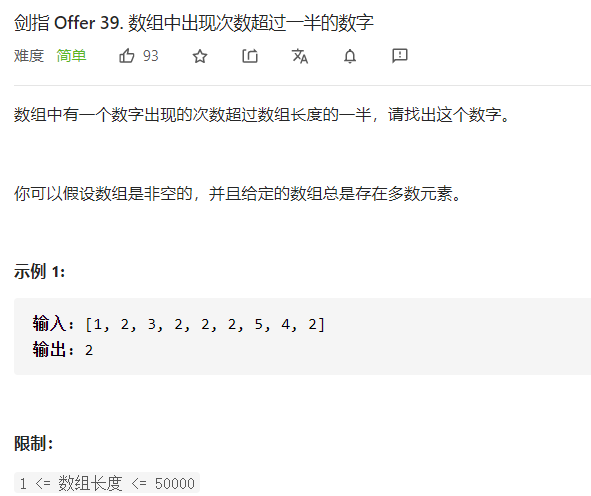 剑指 Offer 39. 数组中出现次数超过一半的数字
难度 简单 93
数组中有一个数字出现的次数超过数组长度的一半，请找出这个数字。
你可以假设数组是非空的，并且给定的数组总是存在多数元素。
示例 1:
输入: [1, 2, 3, 2, 2, 2, 5, 4, 2]
输出: 2
限制：
1 <= 数组长度 <= 50000